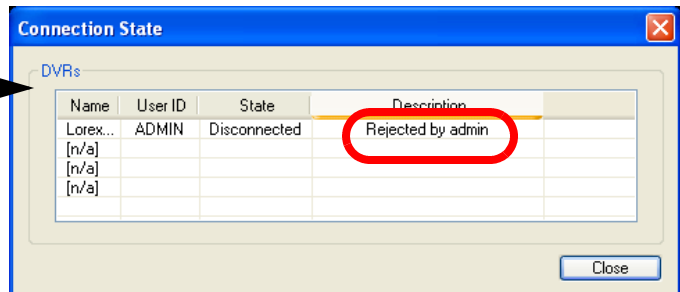 Connection State
DVRs
Name User ID State Description
Lorex... ADMIN Disconnected Rejected by admin
[n/a]
[n/a]
[n/a]
Close